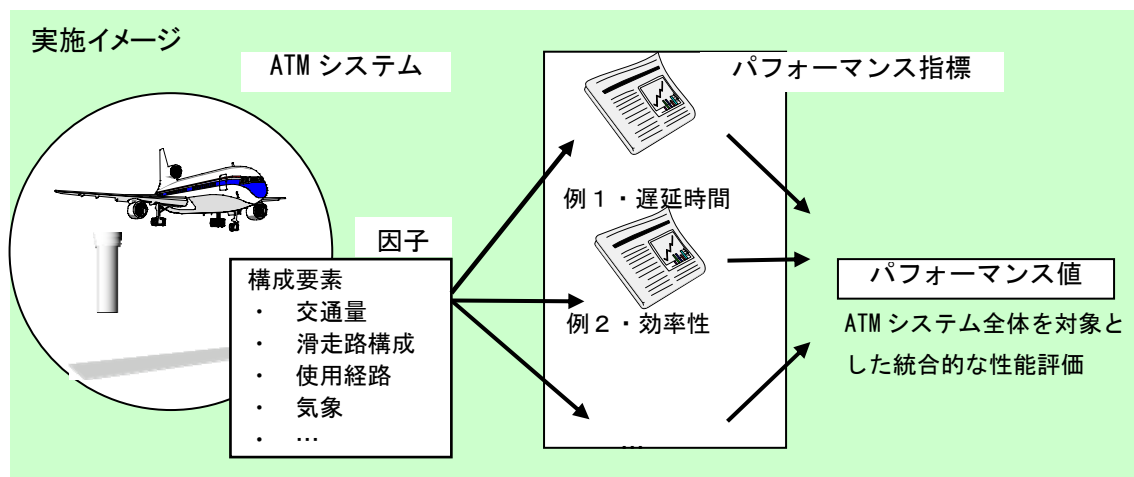 実施イメージ
ATM システム
パフォーマンス指標
因子
構成要素
・ 交通量
・ 滑走路構成
・ 使用経路
・ 気象
・ …
例１・遅延時間
例２・効率性
…
パフォーマンス値
ATM システム全体を対象と
した統合的な性能評価